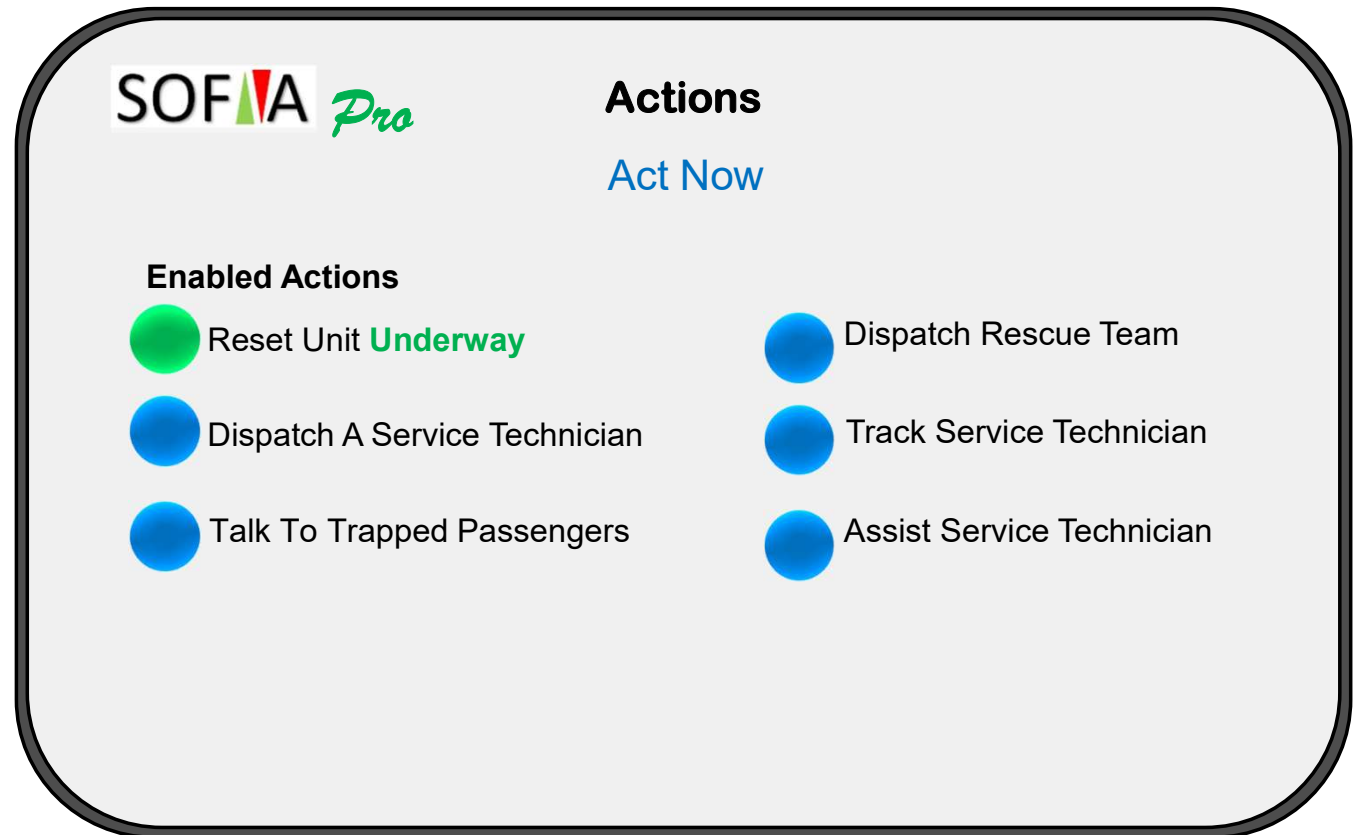 SOFIA Pro
Actions
Act Now
Enabled Actions
Reset Unit Underway
Dispatch A Service Technician
Talk To Trapped Passengers
Dispatch Rescue Team
Track Service Technician
Assist Service Technician